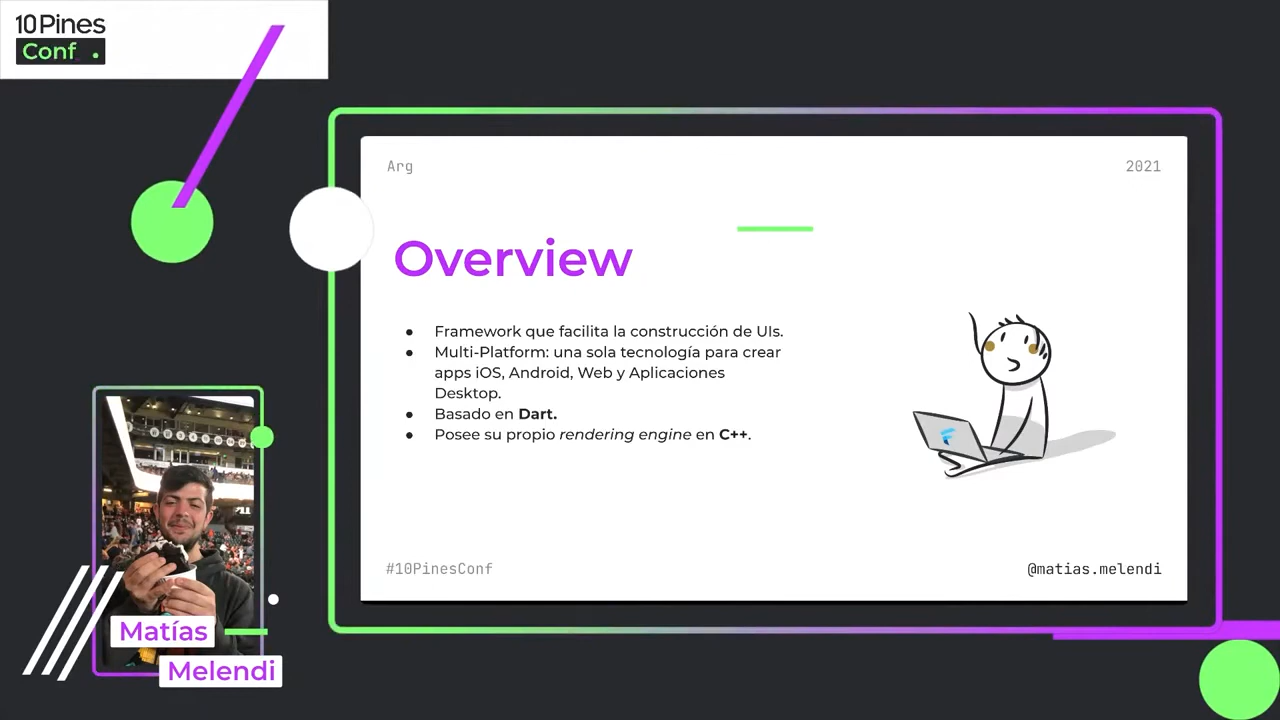 10Pines
Conf .
Arg
2021
Overview
● Framework que facilita la construcción de UIs.
● Multi-Platform: una sola tecnología para crear
apps iOS, Android, Web y Aplicaciones
Desktop.
● Basado en Dart.
● Posee su propio rendering engine en C++.
#10PinesConf
@matias.melendi
Matías
Melendi